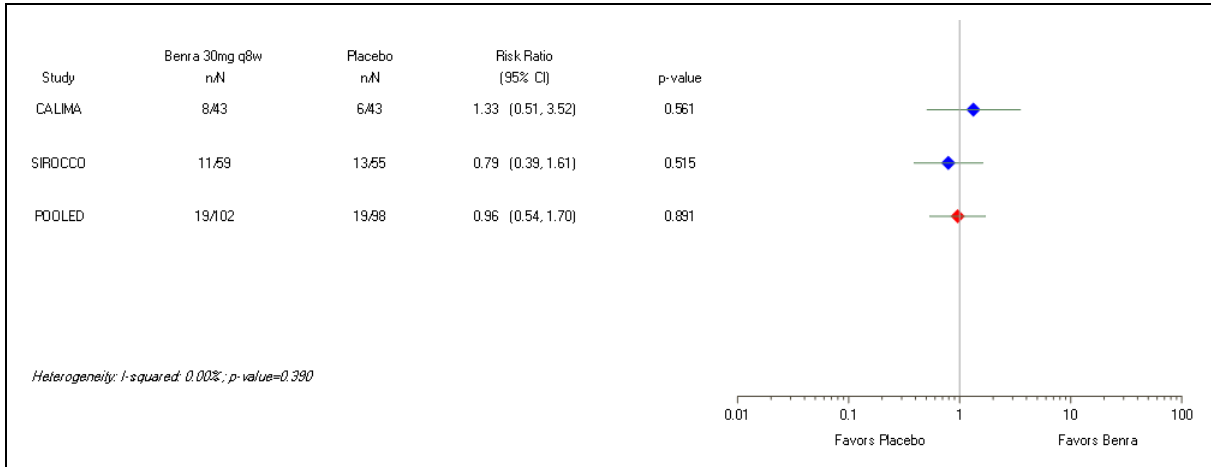 Benra 30mg q8w Placebo Risk Ratio
Study n/N n/N (95% CI) p-value
CALIMA 8/43 6/43 1.33 (0.51, 3.52) 0.561
SIROCCO 11/59 13/55 0.79 (0.39, 1.61) 0.515
POOLED 19/102 19/98 0.96 (0.54, 1.70) 0.891
Heterogeneity: I-squared: 0.00%; p-value=0.390
0.01 0.1 1 10 100
Favors Placebo Favors Benra